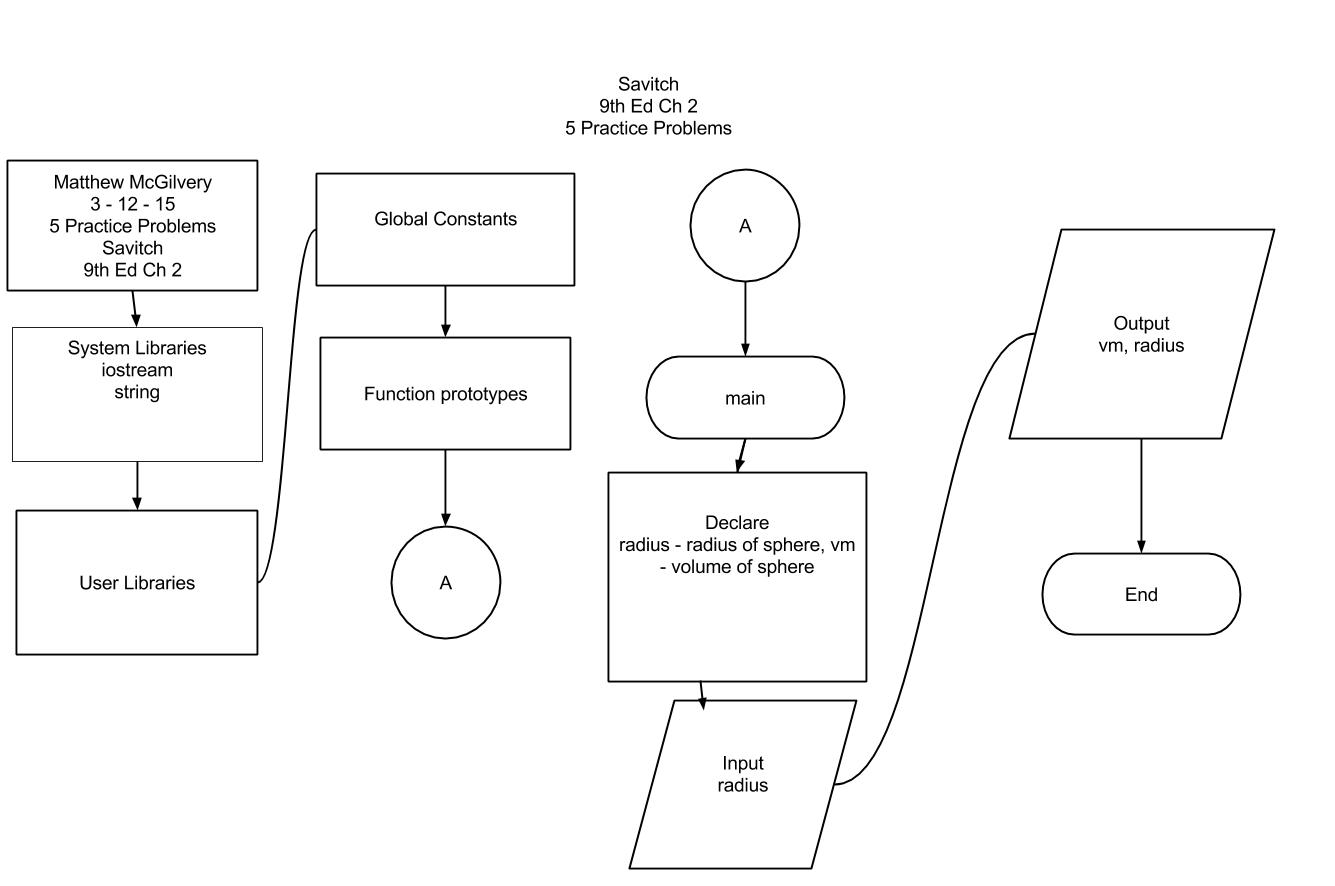 Savitch
9th Ed Ch 2
5 Practice Problems
Matthew McGilvery
3 - 12 - 15
5 Practice Problems
Savitch
9th Ed Ch 2
System Libraries
iostream
string
User Libraries
Global Constants
Function prototypes
A
A
main
Declare
radius - radius of sphere, vm
- volume of sphere
Input
radius
Output
vm, radius
End